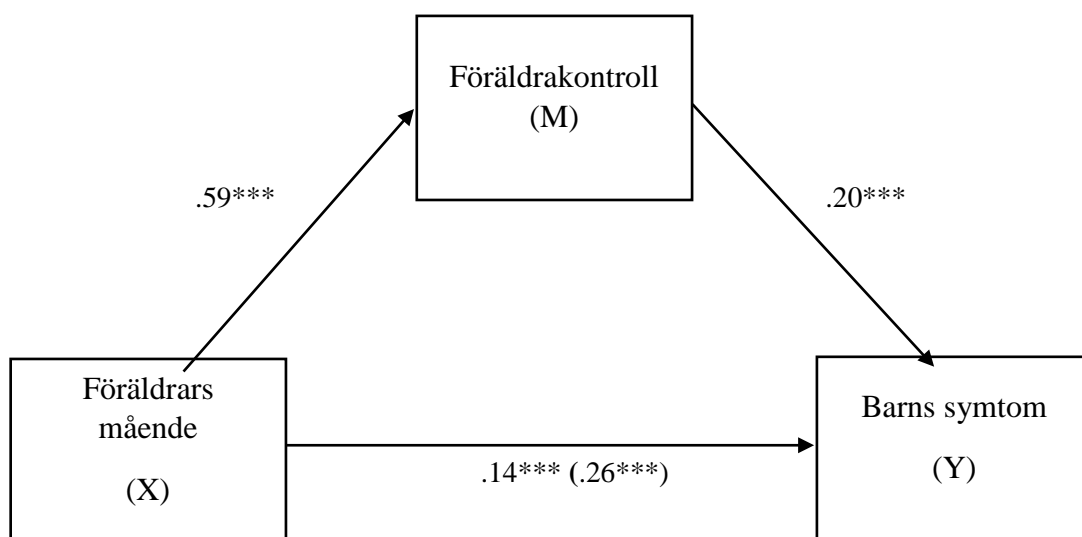 Föräldrakontroll
(M)
.59***
.20***
Föräldrars
mående
(X)
Barns symtom
(Y)
.14*** (.26***)